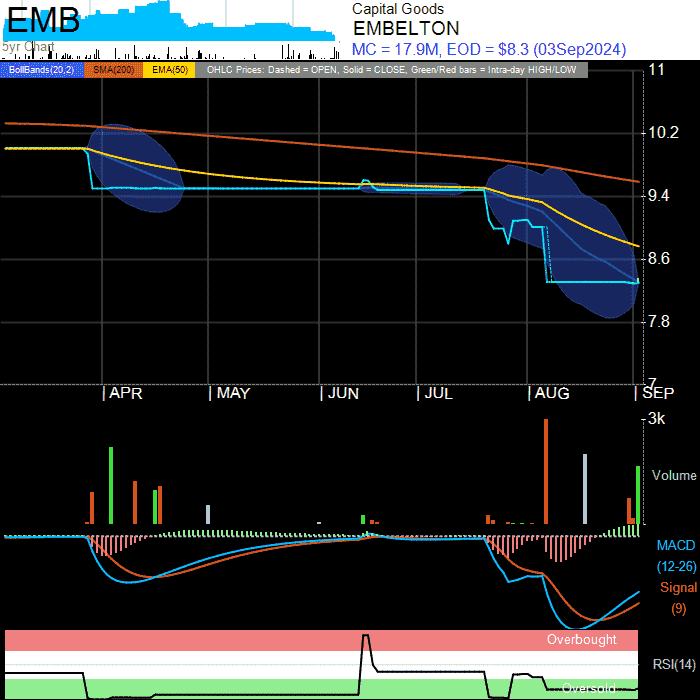 EMB
5yr Chart
Capital Goods
EMBELTON
MC = 17.9M, EOD = $8.3 (03Sep2024)
BollBands(20,2) SMA(200) EMA(50) OHLC Prices: Dashed = OPEN, Solid = CLOSE, Green/Red bars = Intra-day HIGH/LOW
11
10.2
9.4
8.6
7.8
7
APR MAY JUN JUL AUG SEP
3k
Volume
MACD
(12-26)
Signal
(9)
Overbought
RSI(14)
Oversold